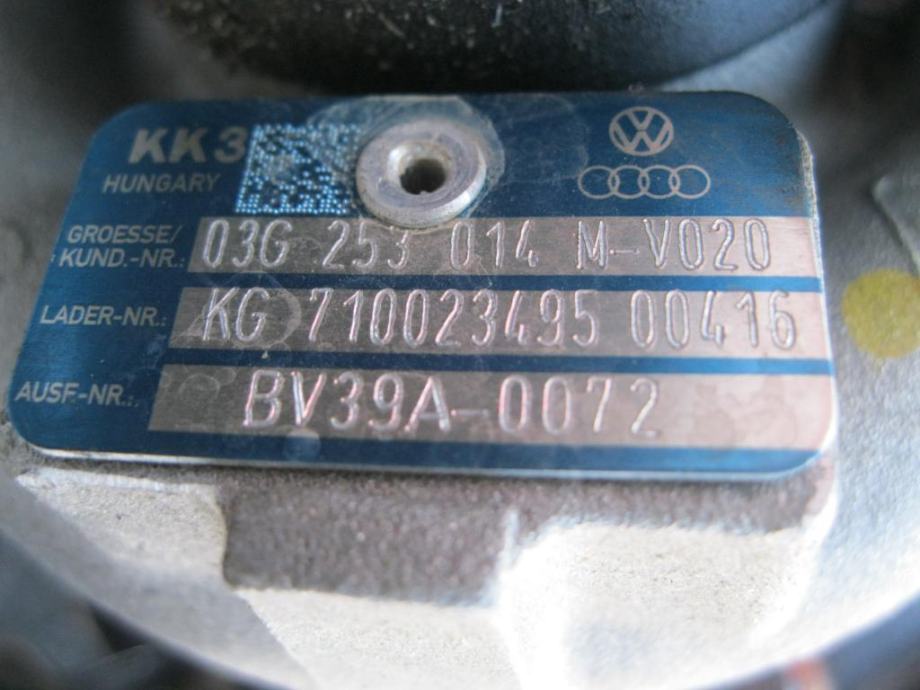 KK3
HUNGARY
GROESSE/
KUND.-NR.: 03G 253 014 M-V020
LADER-NR.: KG 710023495 00416
AUSF.-NR.: BV39A-0072